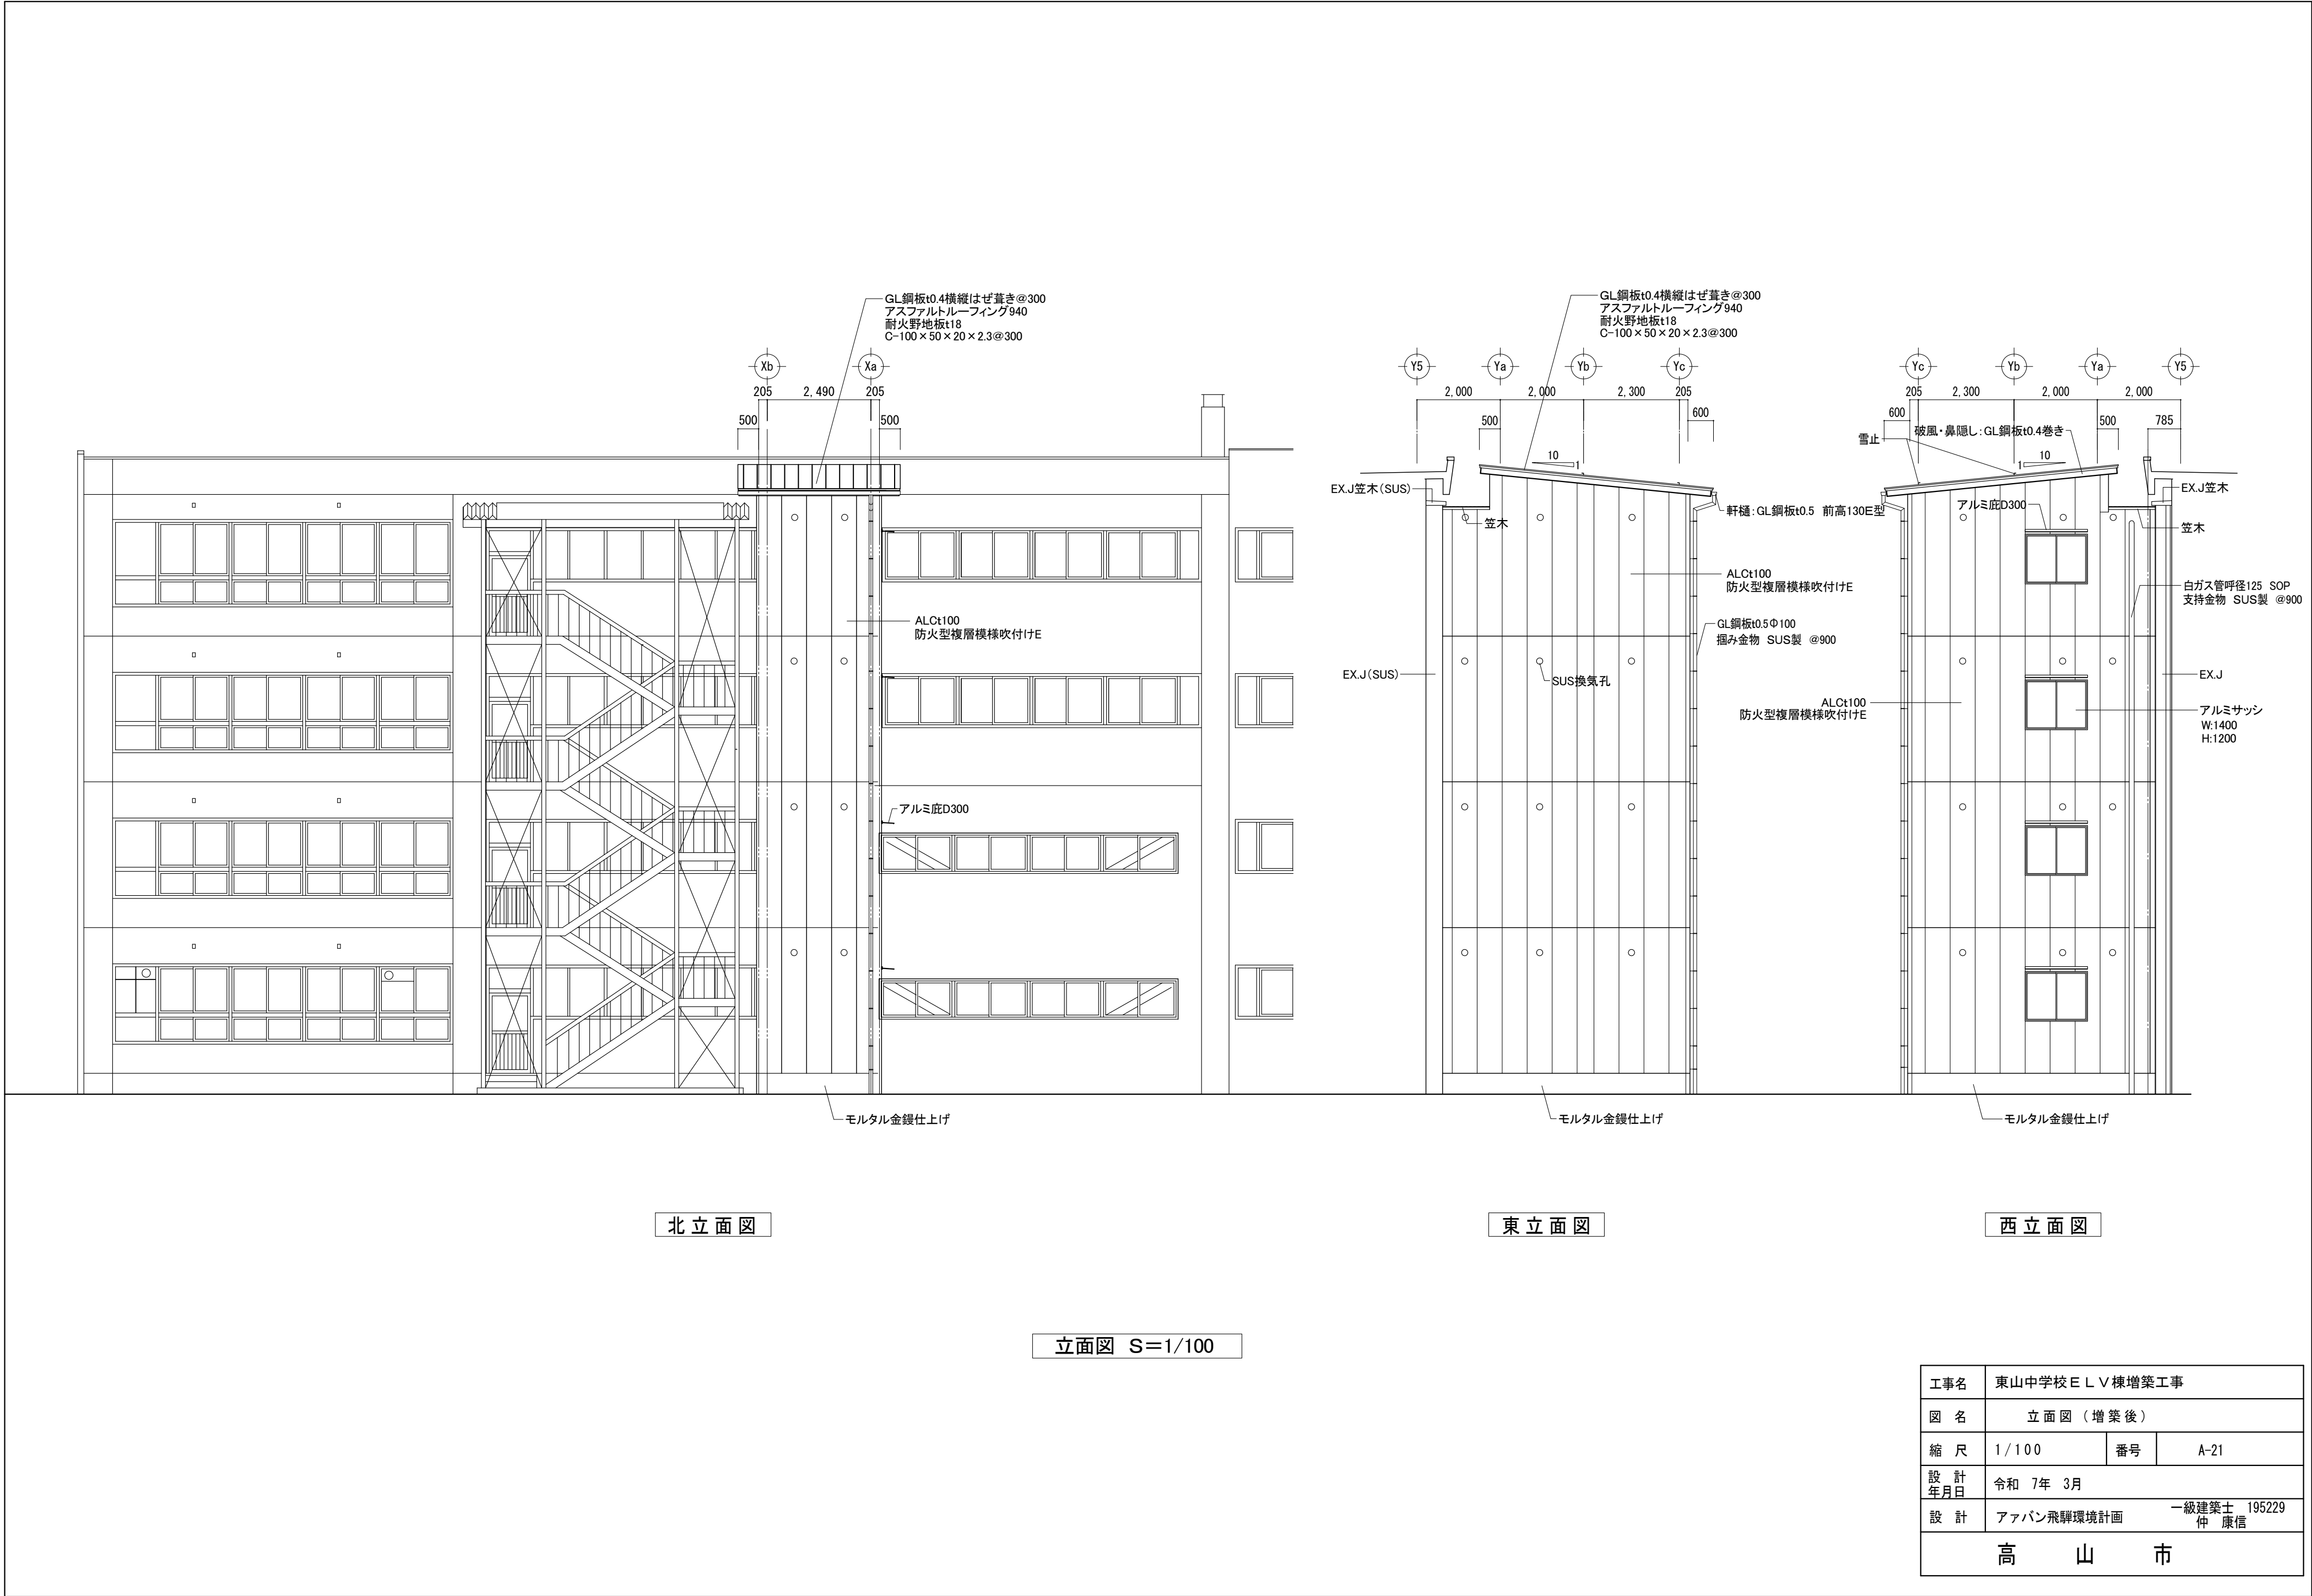 GL鋼板t0.4横縦はぜ葺き@300
アスファルトルーフィング940
耐火野地板t18
C-100×50×20×2.3@300
Xb
Xa
205
2,490
205
500
500
ALCt100
防火型複層模様吹付けE
アルミ庇D300
モルタル金鏝仕上げ
北立面図
GL鋼板t0.4横縦はぜ葺き@300
アスファルトルーフィング940
耐火野地板t18
C-100×50×20×2.3@300
Y5
Ya
Yb
Yc
2,000
2,000
2,300
205
500
600
10
1
EX.J笠木(SUS)
笠木
軒樋:GL鋼板t0.5 前高130E型
ALCt100
防火型複層模様吹付けE
GL鋼板t0.5Φ100
掴み金物 SUS製 @900
EX.J(SUS)
SUS換気孔
モルタル金鏝仕上げ
東立面図
Yc
Yb
Ya
Y5
205
2,300
2,000
2,000
600
500
785
雪止
破風・鼻隠し:GL鋼板t0.4巻き
10
1
アルミ庇D300
EX.J笠木
笠木
白ガス管呼径125 SOP
支持金物 SUS製 @900
EX.J
ALCt100
防火型複層模様吹付けE
アルミサッシ
W:1400
H:1200
モルタル金鏝仕上げ
西立面図
立面図 S=1/100
工事名 東山中学校ELV棟増築工事
図名 立面図(増築後)
縮尺 1/100 番号 A-21
設計年月日 令和 7年 3月
設計 アァバン飛騨環境計画 一級建築士 195229
仲 康信
高山市